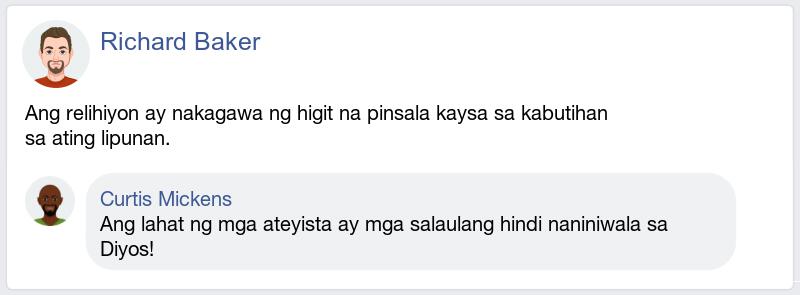 Richard Baker
Ang relihiyon ay nakagawa ng higit na pinsala kaysa sa kabutihan
sa ating lipunan.
Curtis Mickens
Ang lahat ng mga ateyista ay mga salaulang hindi naniniwala sa
Diyos!